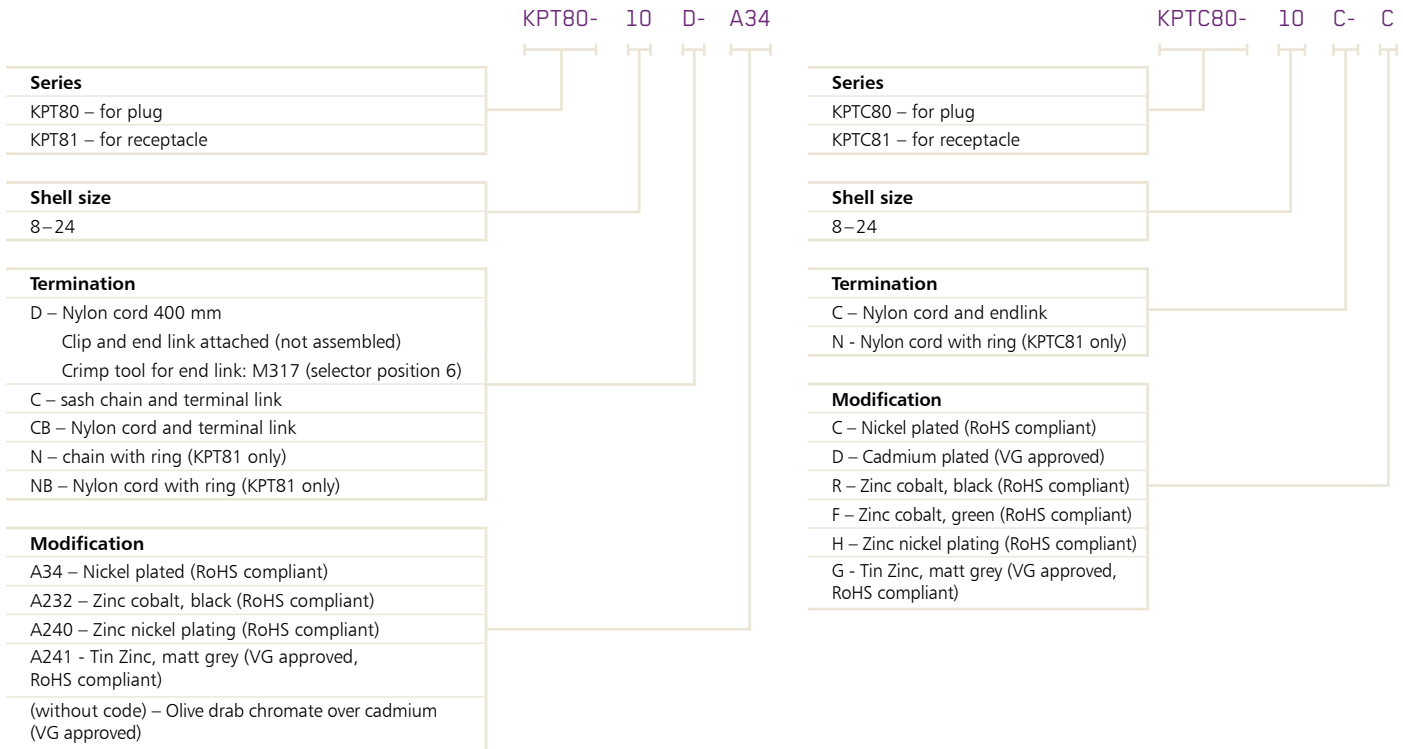 KPT80- 10 D- A34
Series
KPT80 – for plug
KPT81 – for receptacle
Shell size
8–24
Termination
D – Nylon cord 400 mm
Clip and end link attached (not assembled)
Crimp tool for end link: M317 (selector position 6)
C – sash chain and terminal link
CB – Nylon cord and terminal link
N – chain with ring (KPT81 only)
NB – Nylon cord with ring (KPT81 only)
Modification
A34 – Nickel plated (RoHS compliant)
A232 – Zinc cobalt, black (RoHS compliant)
A240 – Zinc nickel plating (RoHS compliant)
A241 - Tin Zinc, matt grey (VG approved,
RoHS compliant)
(without code) – Olive drab chromate over cadmium
(VG approved)
KPTC80- 10 C- C
Series
KPTC80 – for plug
KPTC81 – for receptacle
Shell size
8–24
Termination
C – Nylon cord and endlink
N - Nylon cord with ring (KPTC81 only)
Modification
C – Nickel plated (RoHS compliant)
D – Cadmium plated (VG approved)
R – Zinc cobalt, black (RoHS compliant)
F – Zinc cobalt, green (RoHS compliant)
H – Zinc nickel plating (RoHS compliant)
G - Tin Zinc, matt grey (VG approved,
RoHS compliant)